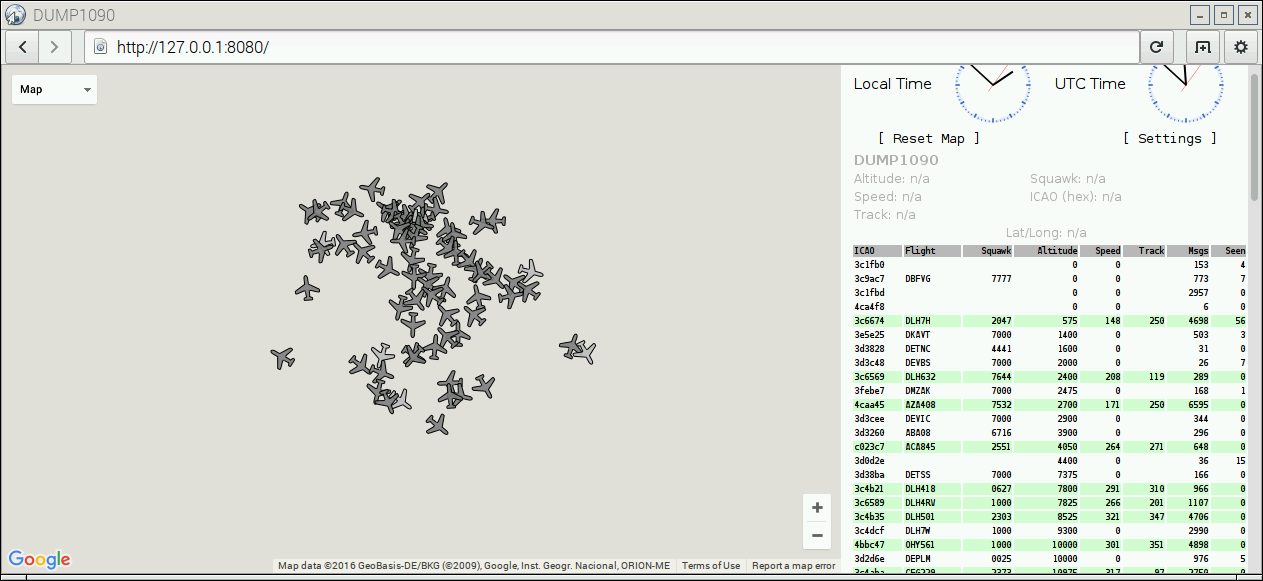 DUMP1090
http://127.0.0.1:8080/
Map
Local Time UTC Time
[ Reset Map ] [ Settings ]
DUMP1090
Altitude: n/a Squawk: n/a
Speed: n/a ICAO (hex): n/a
Track: n/a
Lat/Long: n/a
ICAO Flight Squawk Altitude Speed Track Msgs Seen
3c1fb0 0 0 153 4
3c9ac7 DBFVG 7777 0 0 773 7
3c1fbd 0 0 2957 0
4ca4f8 0 0 6 0
3c6674 DLH7H 2047 575 148 250 4698 56
3e5e25 DKAVT 7000 1400 0 503 3
3d3828 DETNC 4441 1600 0 31 0
3d3c48 DEVBS 7000 2000 0 26 7
3c6569 DLH632 7644 2400 208 119 289 0
3febe7 DMZAK 7000 2475 0 168 1
4caa45 AZA408 7532 2700 171 250 6595 0
3d3cee DEVIC 7000 2900 0 344 0
3d3260 ABA08 6716 3900 0 296 0
c023c7 ACA845 2551 4050 264 271 648 0
3d0d2e 4400 0 36 15
3d38ba DETSS 7000 7375 0 166 0
3c4b21 DLH418 0627 7800 291 310 966 0
3c6589 DLH4RV 1000 7825 266 201 1107 0
3c4b35 DLH501 2303 8525 321 347 4706 0
3c4dcf DLH7W 1000 9300 0 2990 0
4bbc47 OHY561 1000 10000 301 351 4898 0
3d2d6e DEPLM 0025 10000 0 976 5
Google
Map data ©2016 GeoBasis-DE/BKG (©2009), Google, Inst. Geogr. Nacional, ORION-ME Terms of Use Report a map error